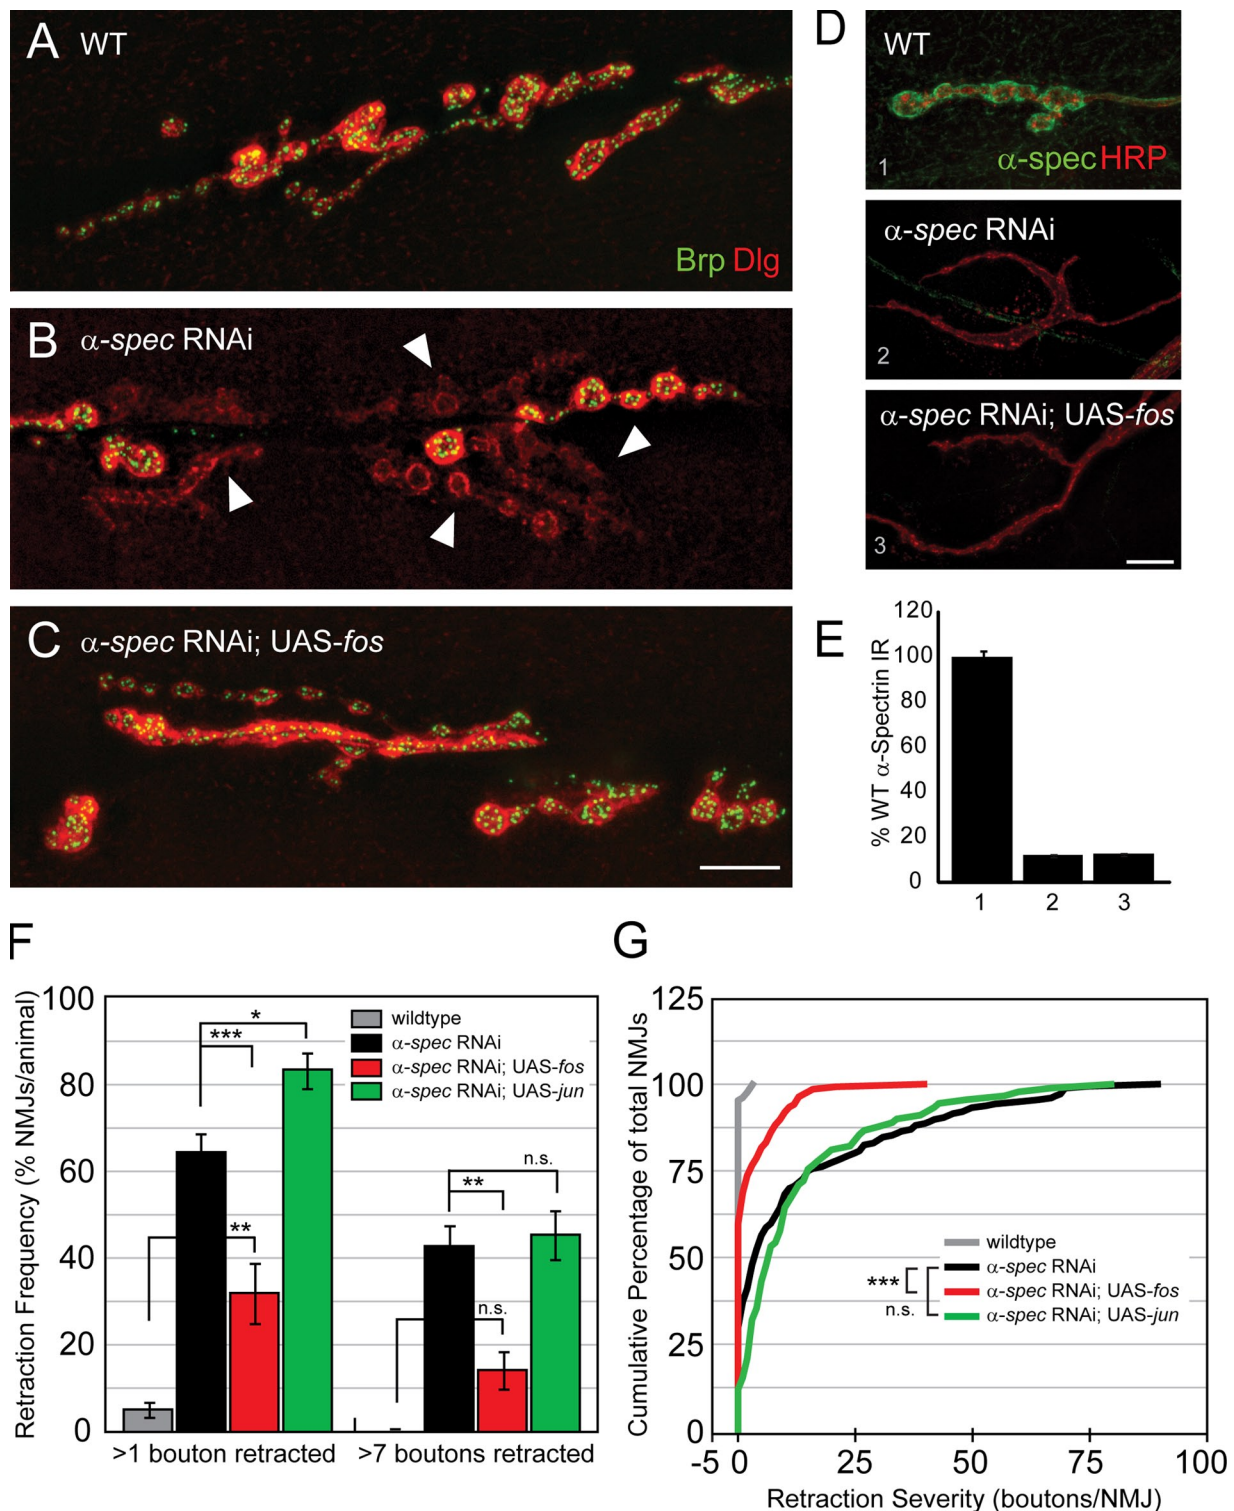 A WT
Brp Dlg
B α-spec RNAi
C α-spec RNAi; UAS-fos
D
WT
α-spec HRP
1
α-spec RNAi
2
α-spec RNAi; UAS-fos
3
E
% WT α-Spectrin IR
120
100
80
60
40
20
0
1 2 3
F
Retraction Frequency (% NMJs/animal)
100
80
60
40
20
0
*
***
**
n.s.
**
n.s.
wildtype
α-spec RNAi
α-spec RNAi; UAS-fos
α-spec RNAi; UAS-jun
>1 bouton retracted >7 boutons retracted
G
Cumulative Percentage of total NMJs
125
100
75
50
25
0
-5 0 25 50 75 100
wildtype
α-spec RNAi
α-spec RNAi; UAS-fos
α-spec RNAi; UAS-jun
***
n.s.
Retraction Severity (boutons/NMJ)